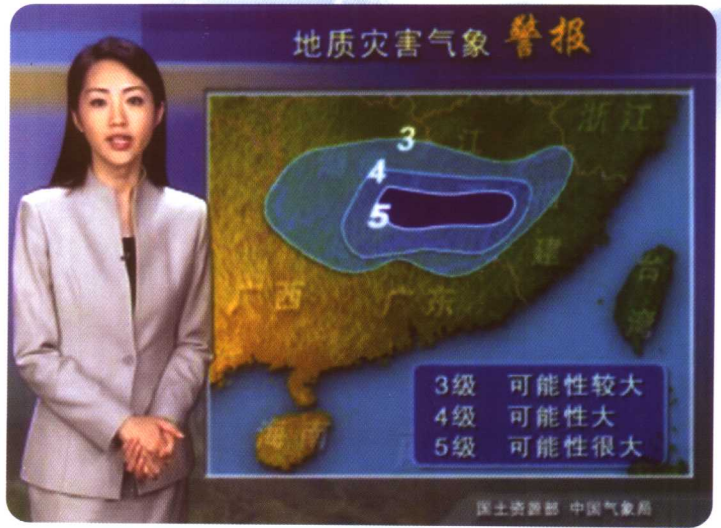 地质灾害气象 警报
浙江
3
江
4
5
建
台
湾
广西
广东
海南
3级 可能性较大
4级 可能性大
5级 可能性很大
国土资源部 中国气象局